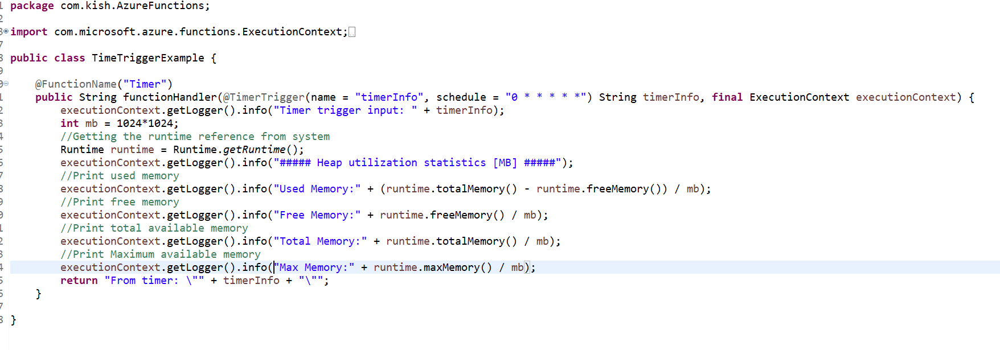 package com.kish.AzureFunctions;
import com.microsoft.azure.functions.ExecutionContext;
public class TimeTriggerExample {
@FunctionName("Timer")
public String functionHandler(@TimerTrigger(name = "timerInfo", schedule = "0 * * * * *") String timerInfo, final ExecutionContext executionContext) {
executionContext.getLogger().info("Timer trigger input: " + timerInfo);
int mb = 1024*1024;
//Getting the runtime reference from system
Runtime runtime = Runtime.getRuntime();
executionContext.getLogger().info("##### Heap utilization statistics [MB] #####");
//Print used memory
executionContext.getLogger().info("Used Memory:" + (runtime.totalMemory() - runtime.freeMemory()) / mb);
//Print free memory
executionContext.getLogger().info("Free Memory:" + runtime.freeMemory() / mb);
//Print total available memory
executionContext.getLogger().info("Total Memory:" + runtime.totalMemory() / mb);
//Print Maximum available memory
executionContext.getLogger().info("Max Memory:" + runtime.maxMemory() / mb);
return "From timer: \"" + timerInfo + "\"";
}
}